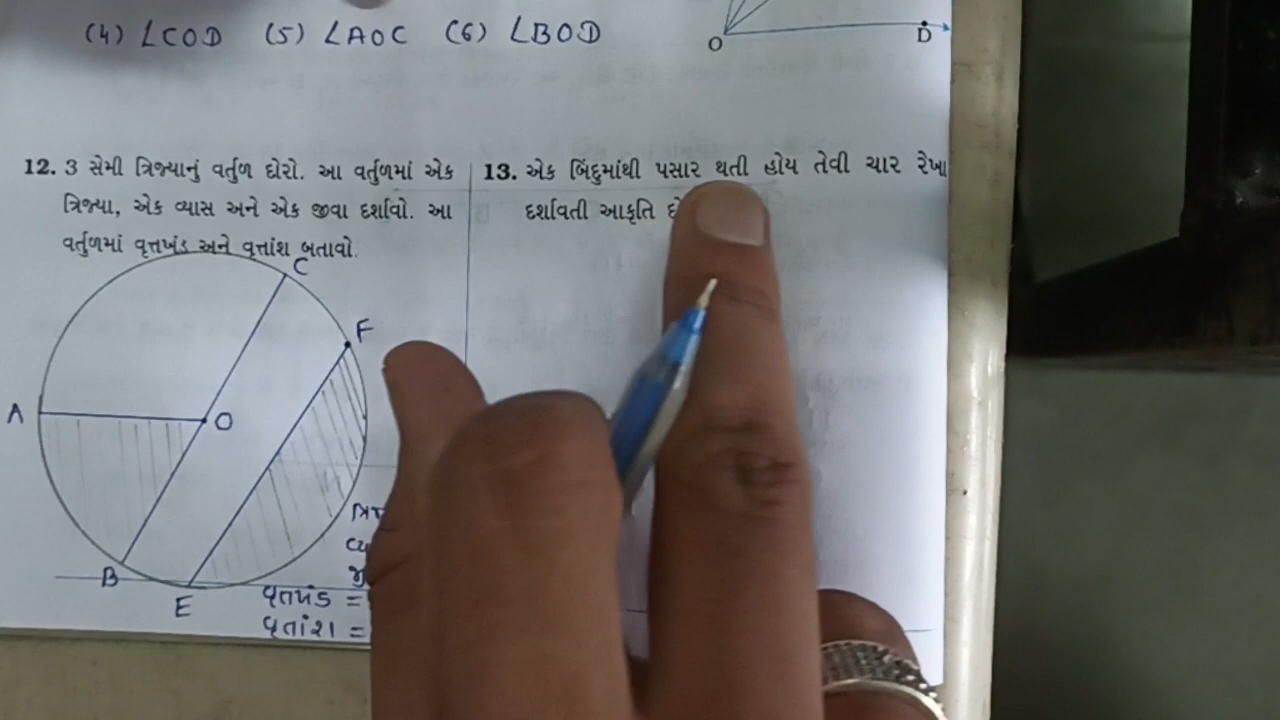 (4) ∠COD (5) ∠AOC (6) ∠BOD
O
D
12. 3 સેમી ત્રિજ્યાનું વર્તુળ દોરો. આ વર્તુળમાં એક
ત્રિજ્યા, એક વ્યાસ અને એક જીવા દર્શાવો. આ
વર્તુળમાં વૃત્તખંડ અને વૃત્તાંશ બતાવો.
C
F
A
O
B
E
વૃતખંડ =
વૃતાંશ =
13. એક બિંદુમાંથી પસાર થતી હોય તેવી ચાર રેખા
દર્શાવતી આકૃતિ